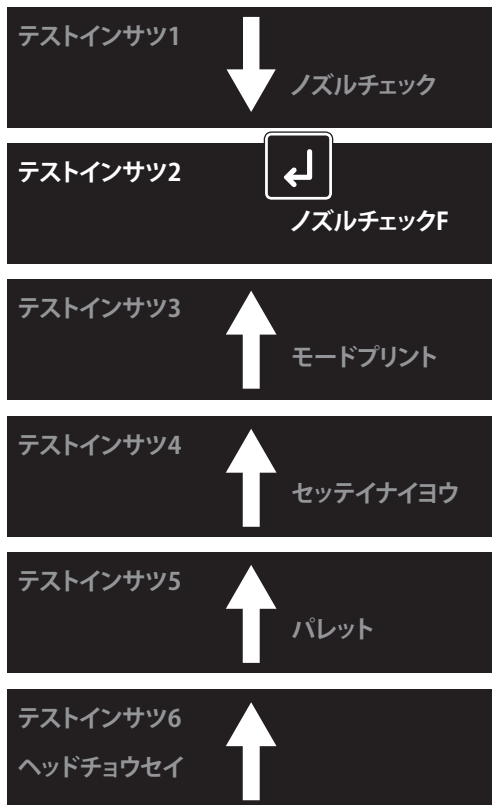 テストインサツ1
ノズルチェック
テストインサツ2
ノズルチェックF
テストインサツ3
モードプリント
テストインサツ4
セッテイナイヨウ
テストインサツ5
パレット
テストインサツ6
ヘッドチョウセイ